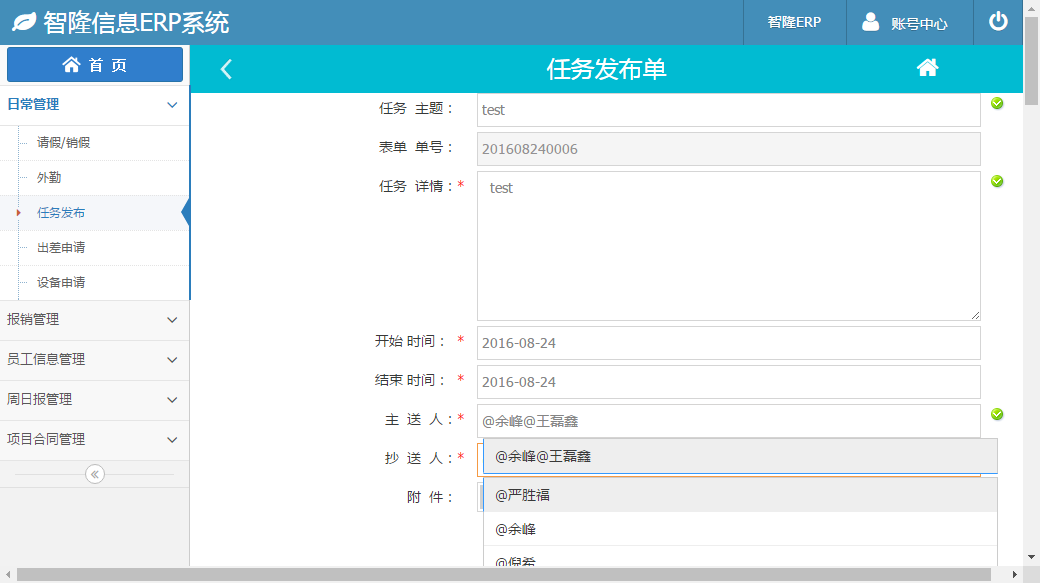 智隆信息ERP系统
智隆ERP
账号中心
首 页
任务发布单
日常管理
请假/销假
外勤
任务发布
出差申请
设备申请
报销管理
员工信息管理
周日报管理
项目合同管理
任务 主题： test
表单 单号： 201608240006
任务 详情：* test
开始 时间： * 2016-08-24
结束 时间： * 2016-08-24
主 送 人：* @余峰@王磊鑫
抄 送 人：* @余峰@王磊鑫
附 件：
@严胜福
@余峰
@倪希